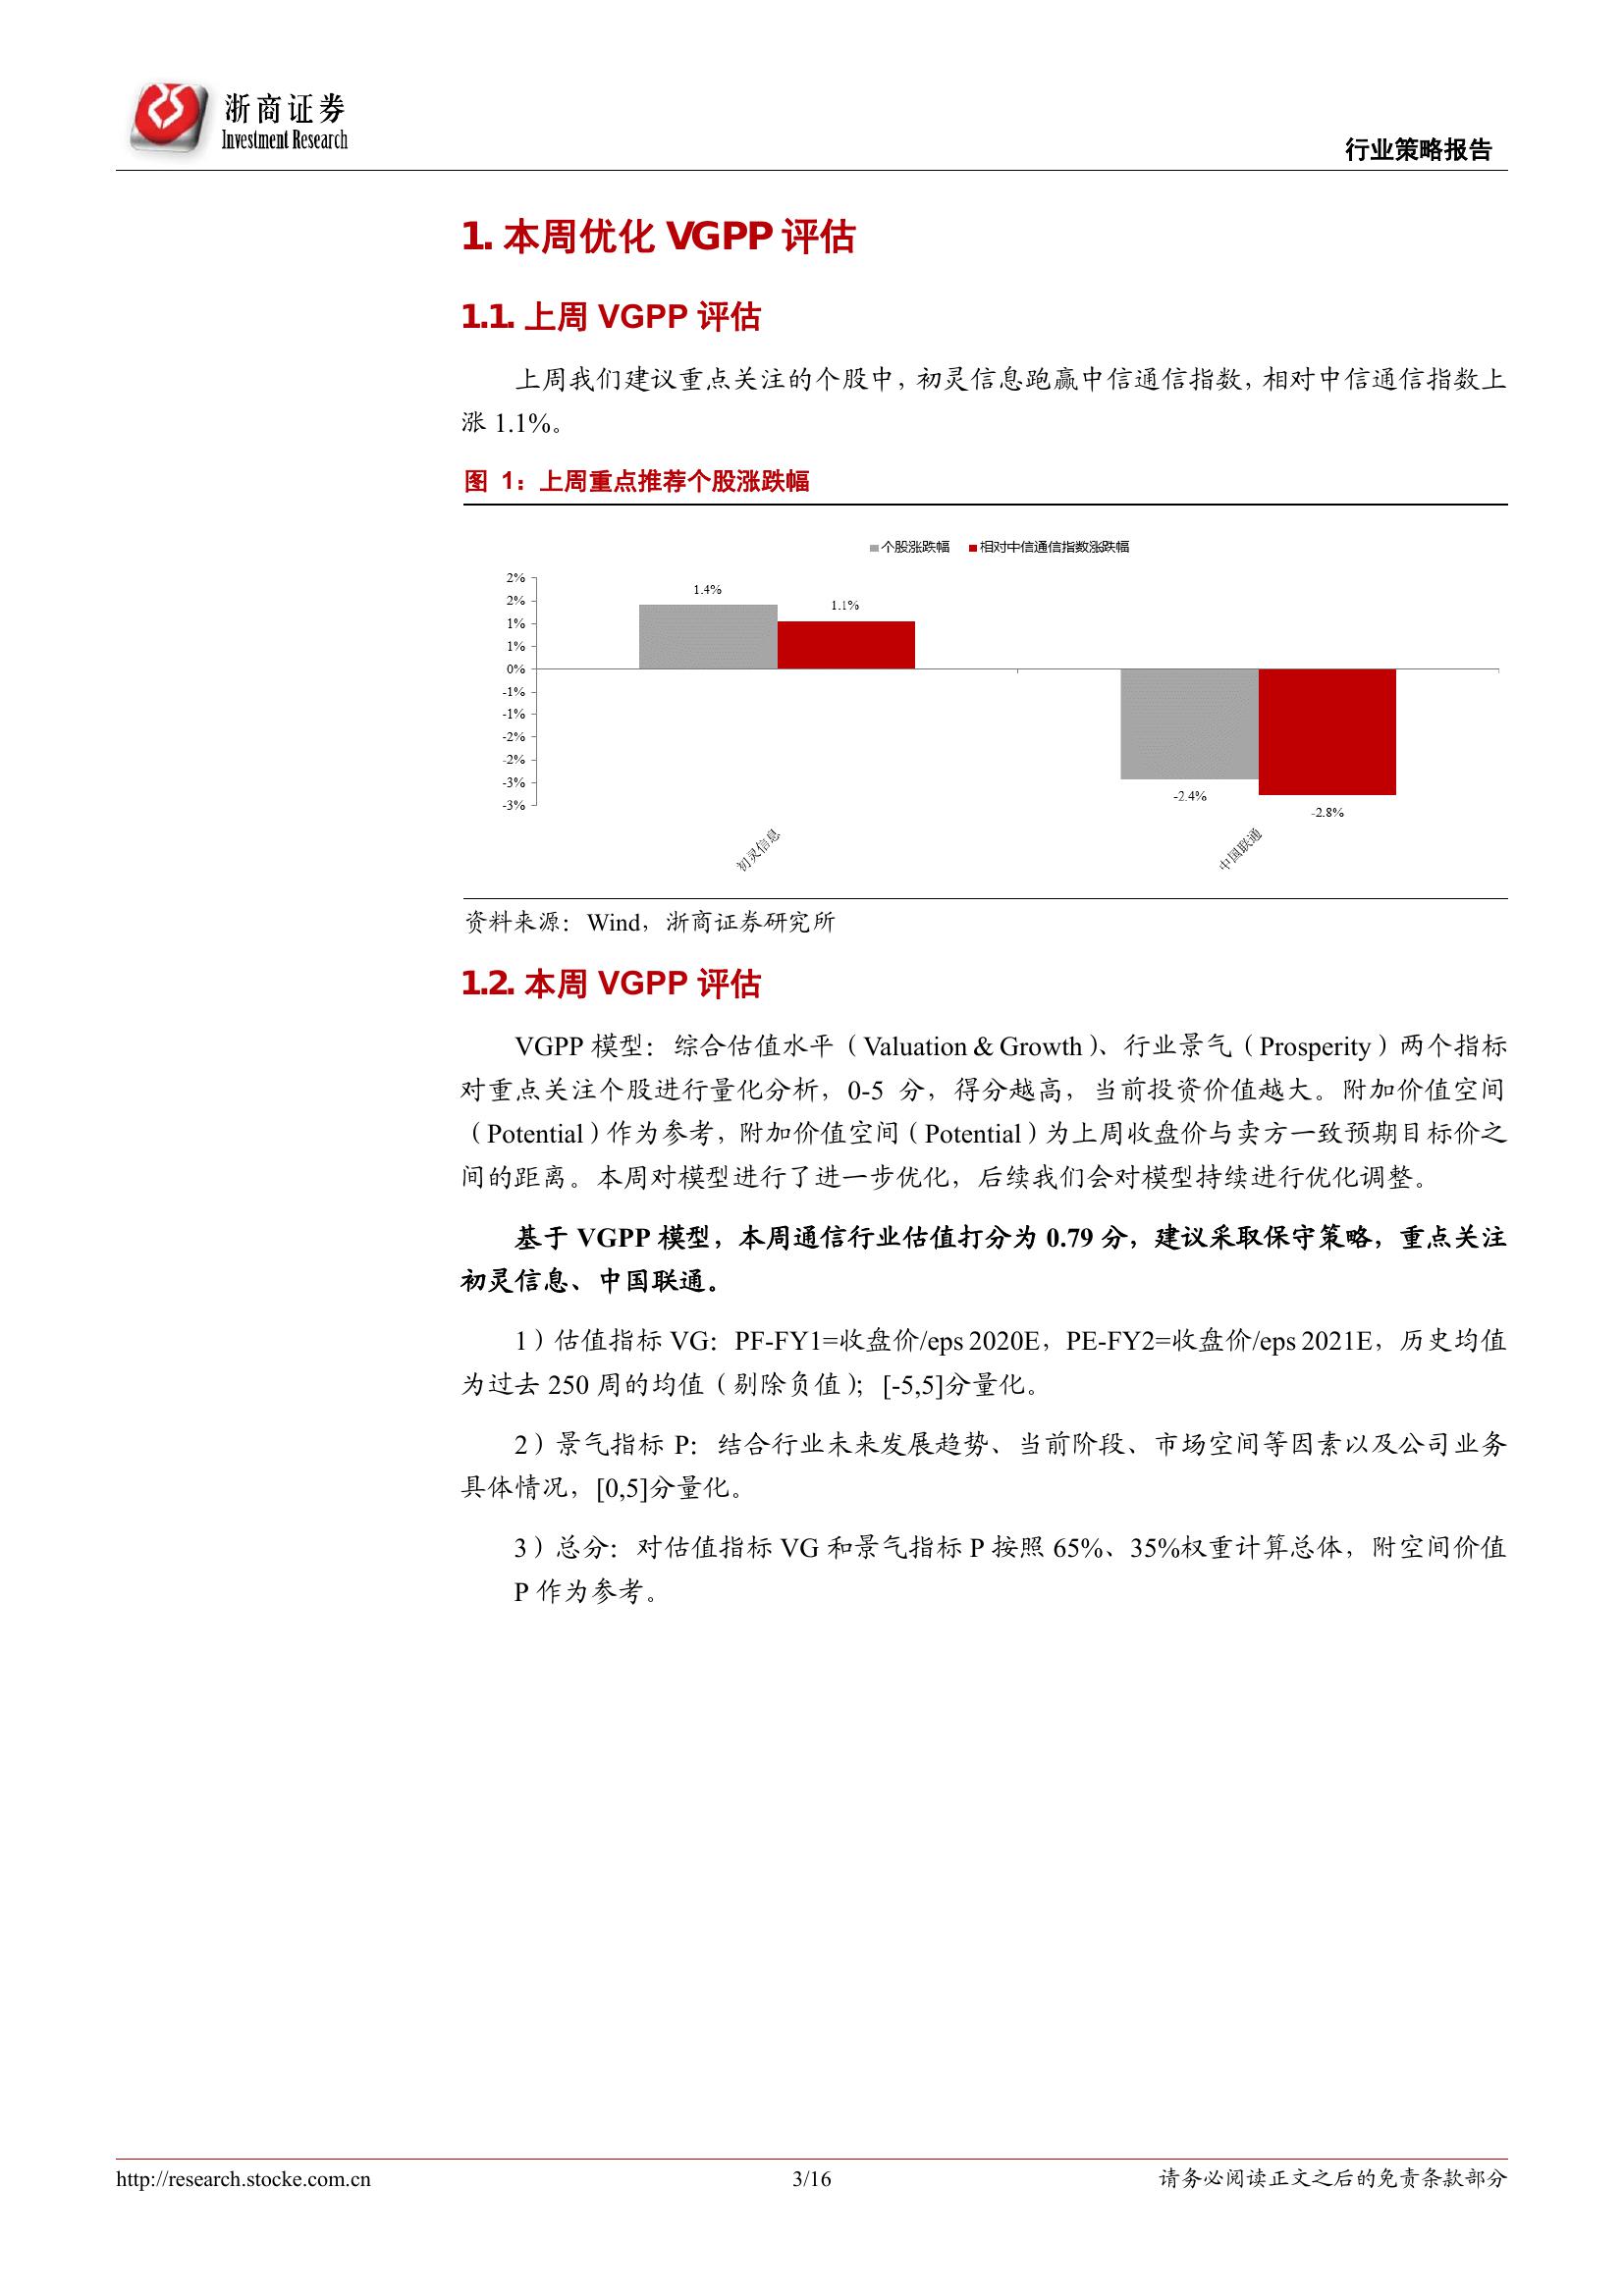 浙商证券
Investment Research
行业策略报告
1. 本周优化 VGPP 评估
1.1. 上周 VGPP 评估
上周我们建议重点关注的个股中，初灵信息跑赢中信通信指数，相对中信通信指数上
涨 1.1%。
图 1：上周重点推荐个股涨跌幅
个股涨跌幅 相对中信通信指数涨跌幅
2%
2%
1%
1%
0%
-1%
-1%
-2%
-2%
-3%
-3%
1.4%
1.1%
-2.4%
-2.8%
初灵信息
中国联通
资料来源：Wind，浙商证券研究所
1.2. 本周 VGPP 评估
VGPP 模型：综合估值水平（Valuation & Growth）、行业景气（Prosperity）两个指标
对重点关注个股进行量化分析，0-5 分，得分越高，当前投资价值越大。附加价值空间
（Potential）作为参考，附加价值空间（Potential）为上周收盘价与卖方一致预期目标价之
间的距离。本周对模型进行了进一步优化，后续我们会对模型持续进行优化调整。
基于 VGPP 模型，本周通信行业估值打分为 0.79 分，建议采取保守策略，重点关注
初灵信息、中国联通。
1）估值指标 VG：PF-FY1=收盘价/eps 2020E，PE-FY2=收盘价/eps 2021E，历史均值
为过去 250 周的均值（剔除负值）；[-5,5]分量化。
2）景气指标 P：结合行业未来发展趋势、当前阶段、市场空间等因素以及公司业务
具体情况，[0,5]分量化。
3）总分：对估值指标 VG 和景气指标 P 按照 65%、35%权重计算总体，附空间价值
P 作为参考。
http://research.stocke.com.cn
3/16
请务必阅读正文之后的免责条款部分